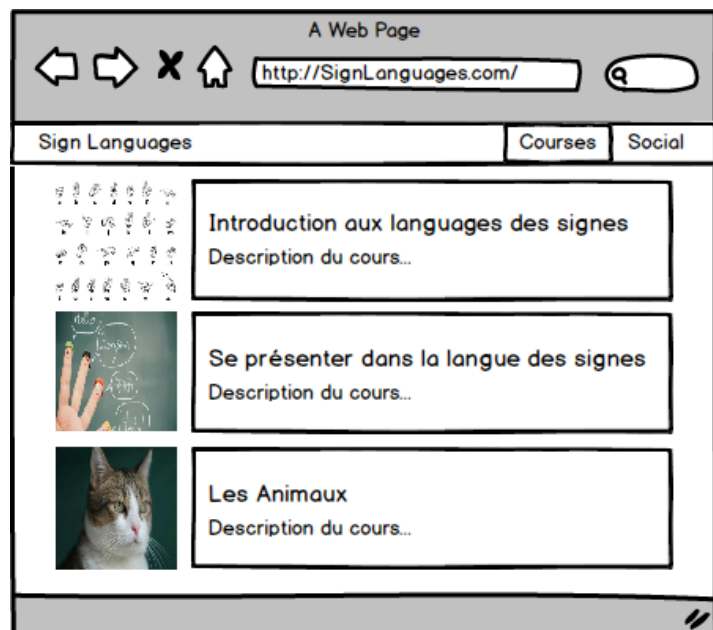 A Web Page
http://SignLanguages.com/
Sign Languages
Courses
Social
Introduction aux languages des signes
Description du cours...
Se présenter dans la langue des signes
Description du cours...
Les Animaux
Description du cours...